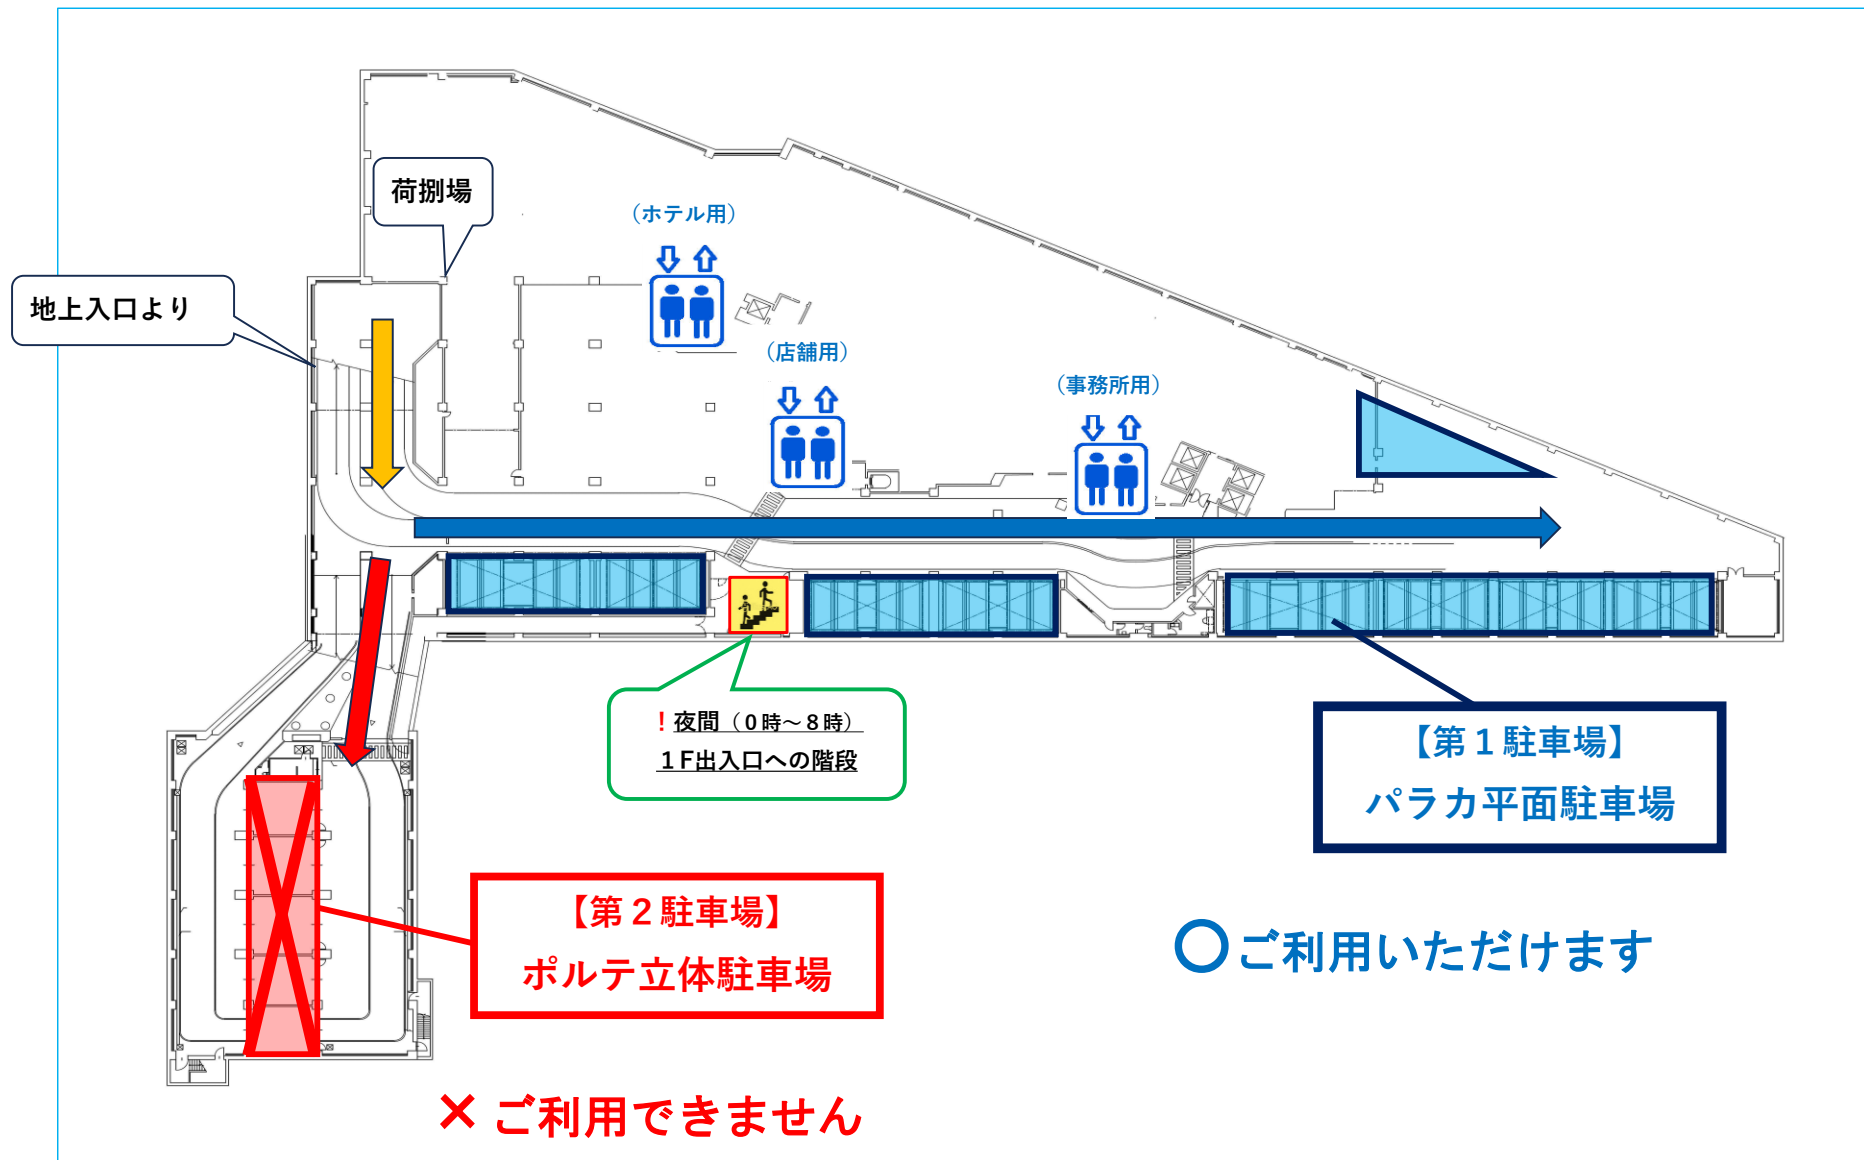 荷捌場
(ホテル用)
地上入口より
(店舗用)
(事務所用)
！夜間（０時～８時）
１F出入口への階段
【第１駐車場】
パラカ平面駐車場
【第２駐車場】
ポルテ立体駐車場
〇ご利用いただけます
× ご利用できません